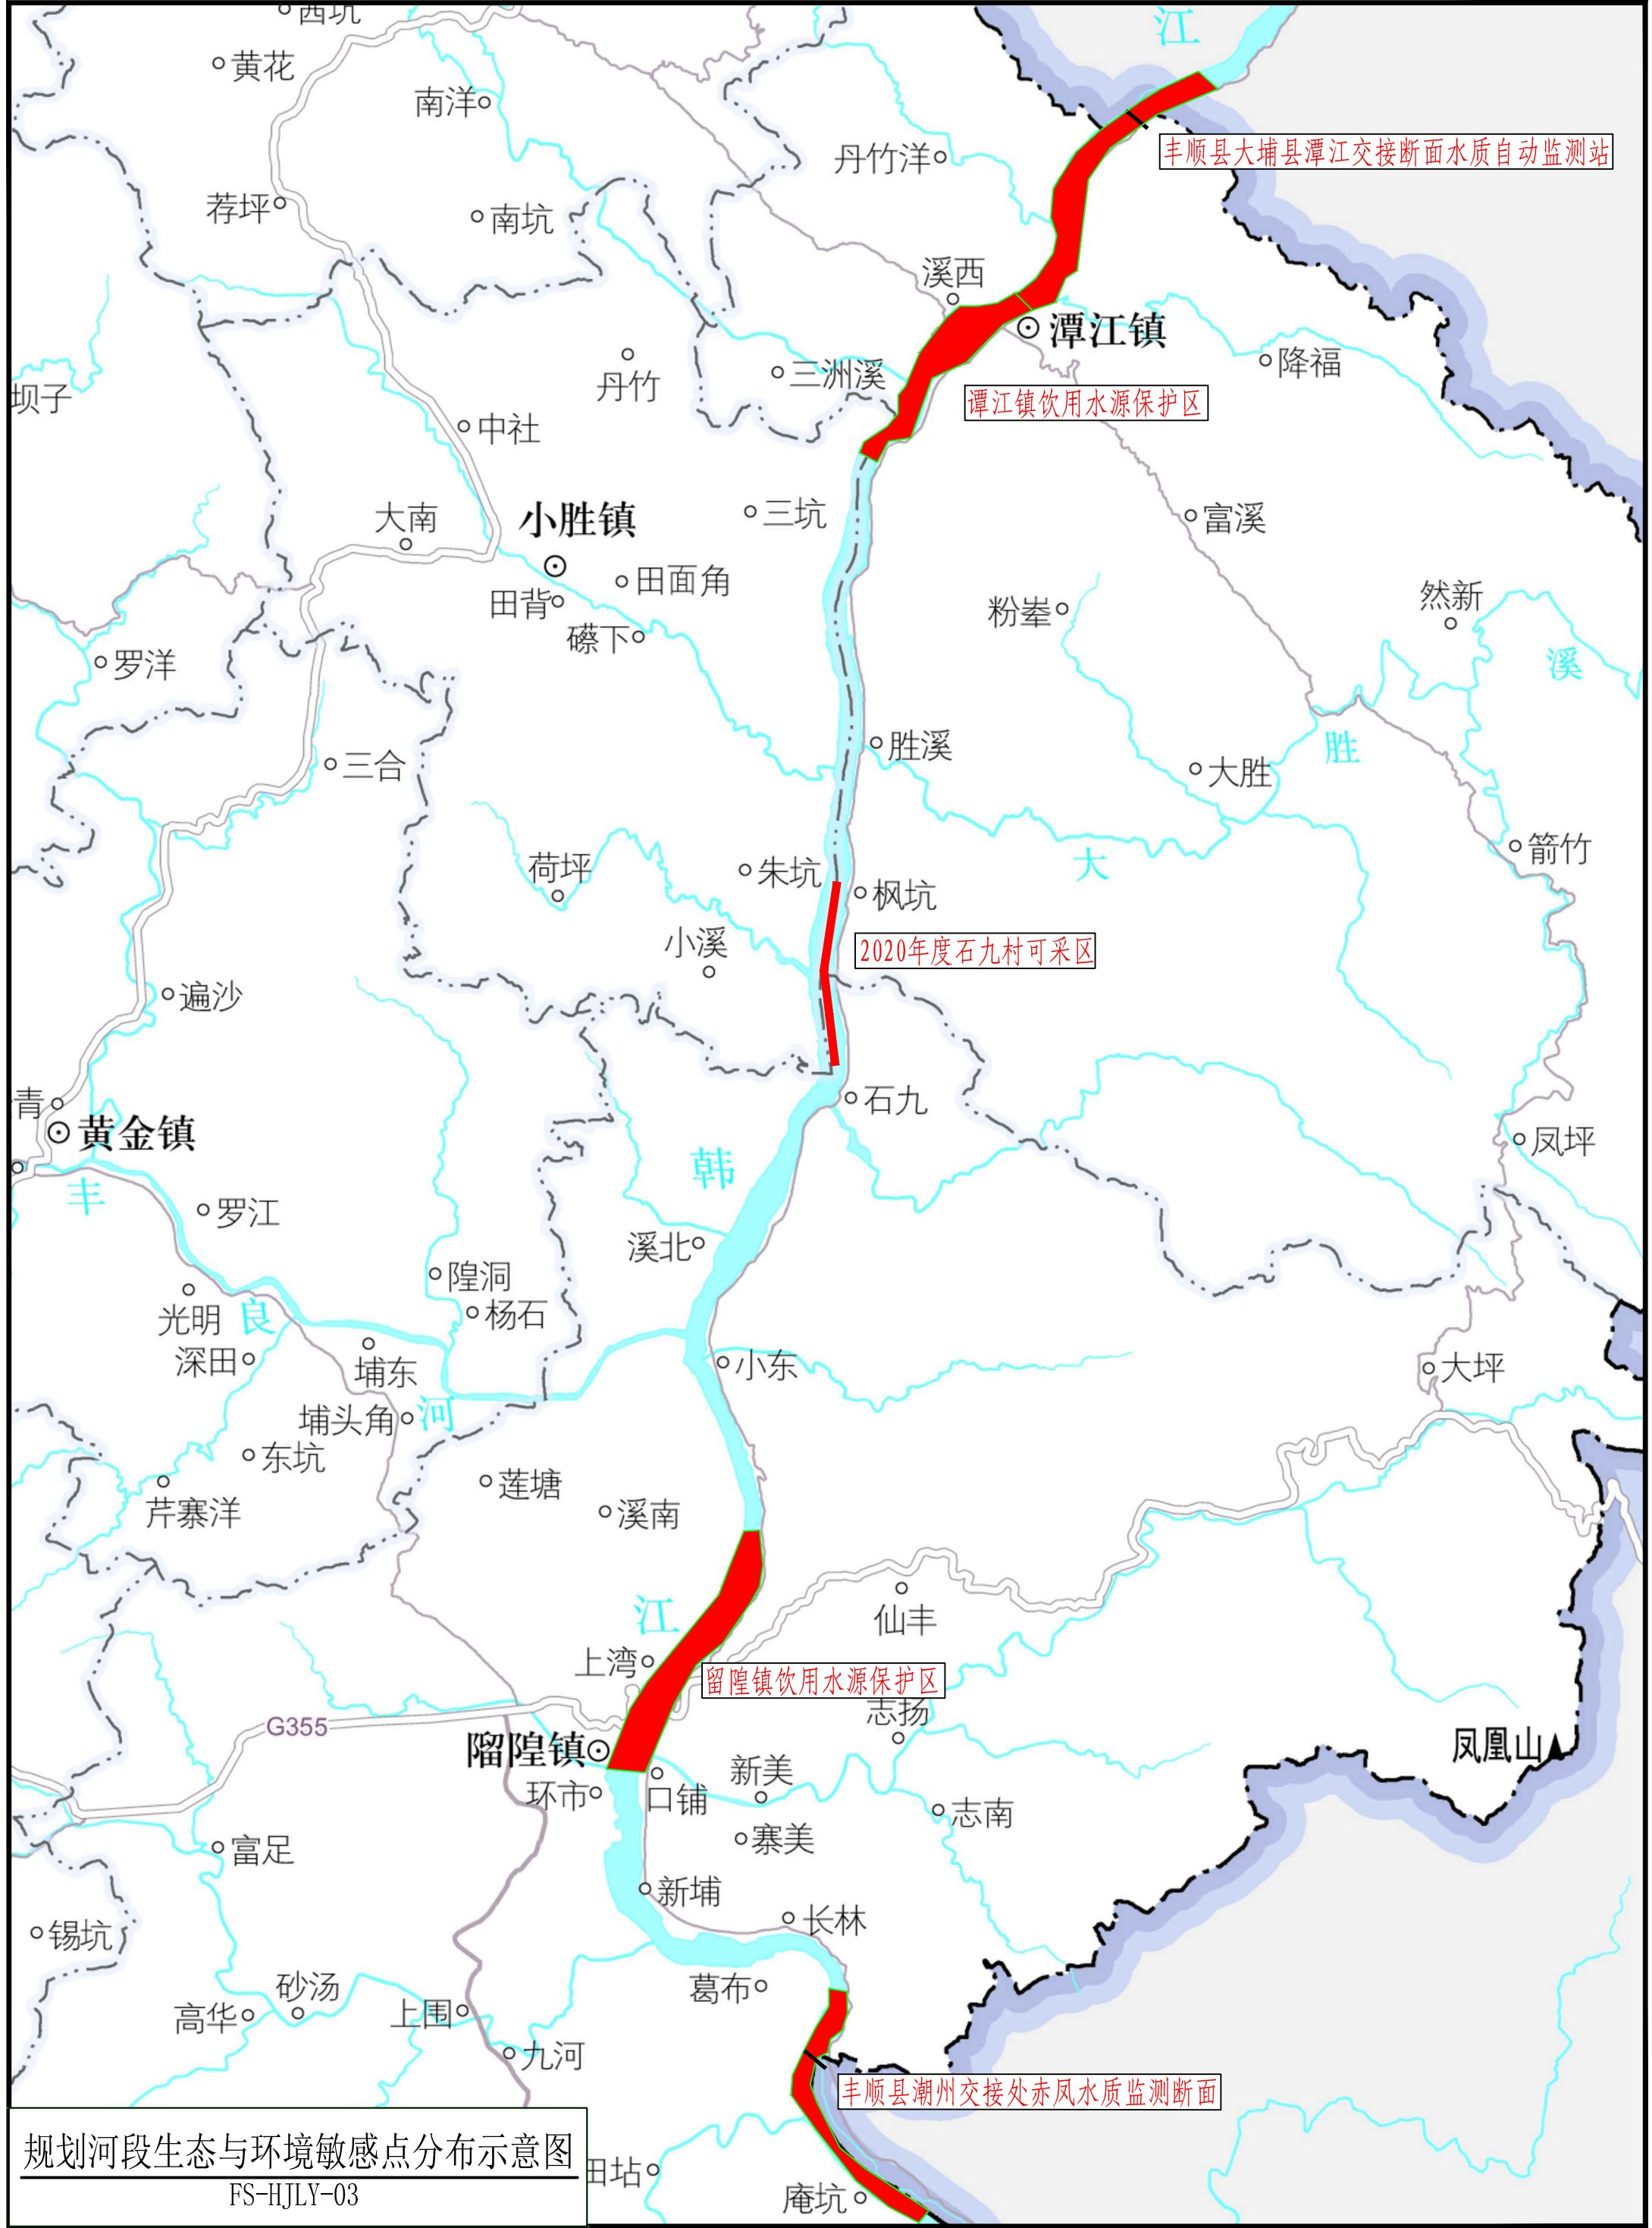 西坑
江
黄花
南洋
丰顺县大埔县潭江交接断面水质自动监测站
丹竹洋
荐坪
南坑
溪西
潭江镇
降福
三洲溪
丹竹
坝子
谭江镇饮用水源保护区
中社
三坑
富溪
大南
小胜镇
田面角
田背
然新
粉輋
礤下
罗洋
溪
胜溪
胜
三合
大胜
箭竹
大
荷坪
朱坑
枫坑
小溪
2020年度石九村可采区
遍沙
青
石九
黄金镇
凤坪
韩
丰
罗江
溪北
隍洞
杨石
光明
良
深田
埔东
小东
大坪
埔头角
河
东坑
莲塘
芹寨洋
溪南
江
仙丰
上湾
留隍镇饮用水源保护区
志扬
G355
䅟隍镇
凤凰山
新美
环市
口铺
志南
寨美
富足
新埔
长林
锡坑
葛布
砂汤
高华
上围
九河
丰顺县潮州交接处赤凤水质监测断面
规划河段生态与环境敏感点分布示意图
田坫
FS-HJLY-03
庵坑